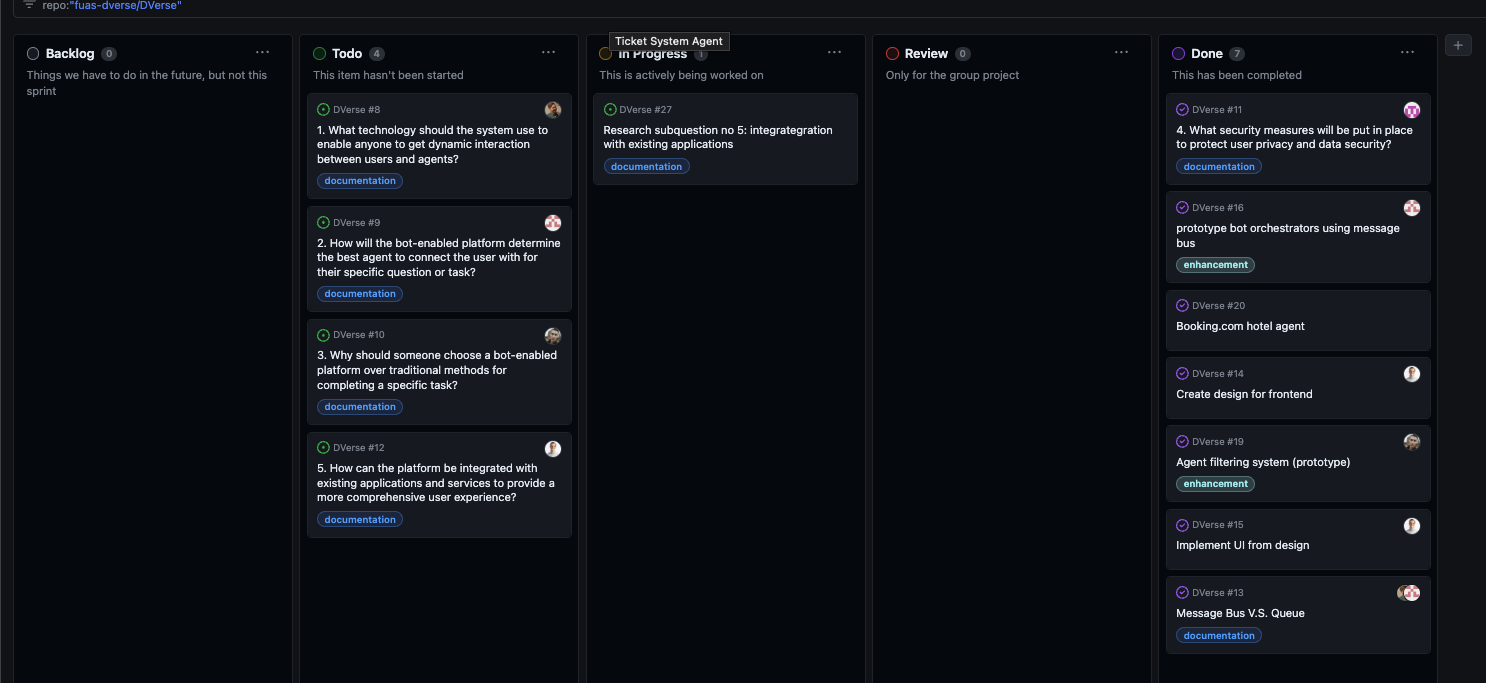 repo:"fuas-dverse/DVerse"
Ticket System Agent
Backlog 0
Things we have to do in the future, but not this
sprint
Todo 4
This item hasn't been started
DVerse #8
1. What technology should the system use to
enable anyone to get dynamic interaction
between users and agents?
documentation
DVerse #9
2. How will the bot-enabled platform determine
the best agent to connect the user with for
their specific question or task?
documentation
DVerse #10
3. Why should someone choose a bot-enabled
platform over traditional methods for
completing a specific task?
documentation
DVerse #12
5. How can the platform be integrated with
existing applications and services to provide a
more comprehensive user experience?
documentation
In Progress 1
This is actively being worked on
DVerse #27
Research subquestion no 5: integrategration
with existing applications
documentation
Review 0
Only for the group project
Done 7
This has been completed
DVerse #11
4. What security measures will be put in place
to protect user privacy and data security?
documentation
DVerse #16
prototype bot orchestrators using message
bus
enhancement
DVerse #20
Booking.com hotel agent
DVerse #14
Create design for frontend
DVerse #19
Agent filtering system (prototype)
enhancement
DVerse #15
Implement UI from design
DVerse #13
Message Bus V.S. Queue
documentation